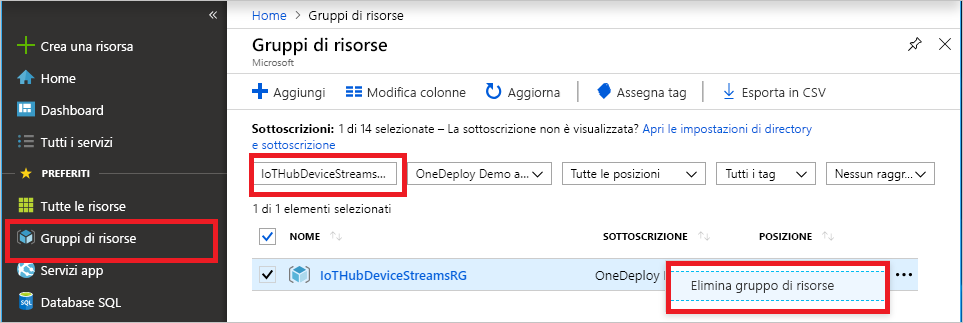 «
Crea una risorsa
Home
Dashboard
Tutti i servizi
PREFERITI
Tutte le risorse
Gruppi di risorse
Servizi app
Database SQL
Home > Gruppi di risorse
Gruppi di risorse
Microsoft
Aggiungi Modifica colonne Aggiorna Assegna tag Esporta in CSV
Sottoscrizioni: 1 di 14 selezionate – La sottoscrizione non è visualizzata? Apri le impostazioni di directory
e sottoscrizione
IoTHubDeviceStreams... OneDeploy Demo a... Tutte le posizioni Tutti i tag Nessun raggr...
1 di 1 elementi selezionati
NOME SOTTOSCRIZIONE POSIZIONE
IoTHubDeviceStreamsRG OneDeploy
Elimina gruppo di risorse